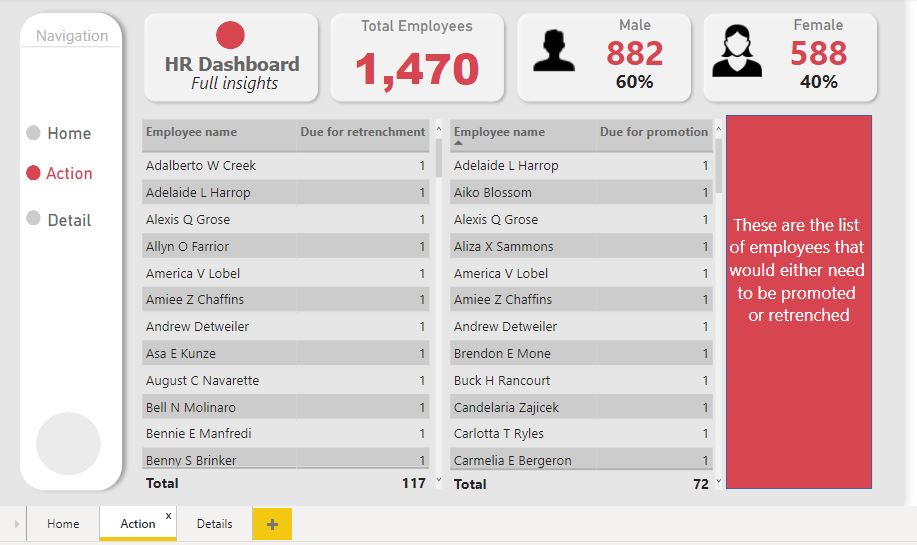 Navigation
Home
Action
Detail
HR Dashboard
Full insights
Total Employees
1,470
Male
882
60%
Female
588
40%
Employee name Due for retrenchment
Adalberto W Creek 1
Adelaide L Harrop 1
Alexis Q Grose 1
Allyn O Farrior 1
America V Lobel 1
Amiee Z Chaffins 1
Andrew Detweiler 1
Asa E Kunze 1
August C Navarette 1
Bell N Molinaro 1
Bennie E Manfredi 1
Benny S Brinker 1
Total 117
Employee name Due for promotion
Adelaide L Harrop 1
Aiko Blossom 1
Alexis Q Grose 1
Aliza X Sammons 1
America V Lobel 1
Amiee Z Chaffins 1
Andrew Detweiler 1
Brendon E Mone 1
Buck H Rancourt 1
Candelaria Zajicek 1
Carlotta T Ryles 1
Carmelia E Bergeron 1
Total 72
These are the list
of employees that
would either need
to be promoted
or retrenched
Home Action x Details +